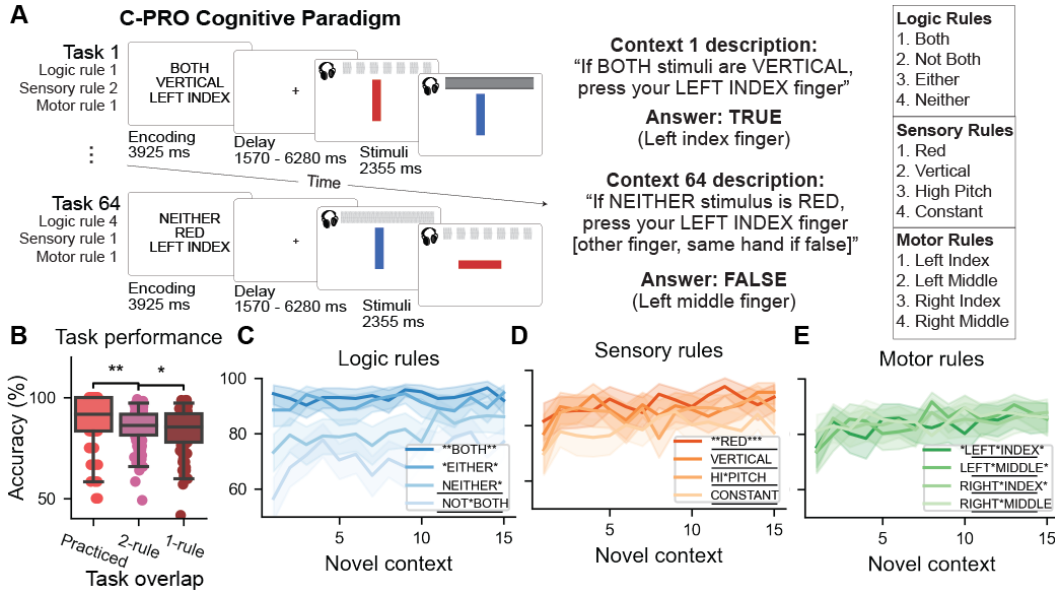 A
C-PRO Cognitive Paradigm
Task 1
Logic rule 1
Sensory rule 2
Motor rule 1
BOTH
VERTICAL
LEFT INDEX
+
Encoding
3925 ms
Delay
1570 - 6280 ms
Stimuli
2355 ms
Time
Task 64
Logic rule 4
Sensory rule 1
Motor rule 1
NEITHER
RED
LEFT INDEX
+
Encoding
3925 ms
Delay
1570 - 6280 ms
Stimuli
2355 ms
Context 1 description:
“If BOTH stimuli are VERTICAL,
press your LEFT INDEX finger”
Answer: TRUE
(Left index finger)
Context 64 description:
“If NEITHER stimulus is RED,
press your LEFT INDEX finger
[other finger, same hand if false]”
Answer: FALSE
(Left middle finger)
Logic Rules
1. Both
2. Not Both
3. Either
4. Neither
Sensory Rules
1. Red
2. Vertical
3. High Pitch
4. Constant
Motor Rules
1. Left Index
2. Left Middle
3. Right Index
4. Right Middle
B
Task performance
Accuracy (%)
100
50
**
*
Practiced
2-rule
1-rule
Task overlap
C
Logic rules
100
80
60
**BOTH**
*EITHER*
NEITHER*
NOT*BOTH
5
10
15
Novel context
D
Sensory rules
**RED***
VERTICAL
HI*PITCH
CONSTANT
5
10
15
Novel context
E
Motor rules
*LEFT*INDEX*
LEFT*MIDDLE*
RIGHT*INDEX*
RIGHT*MIDDLE
5
10
15
Novel context